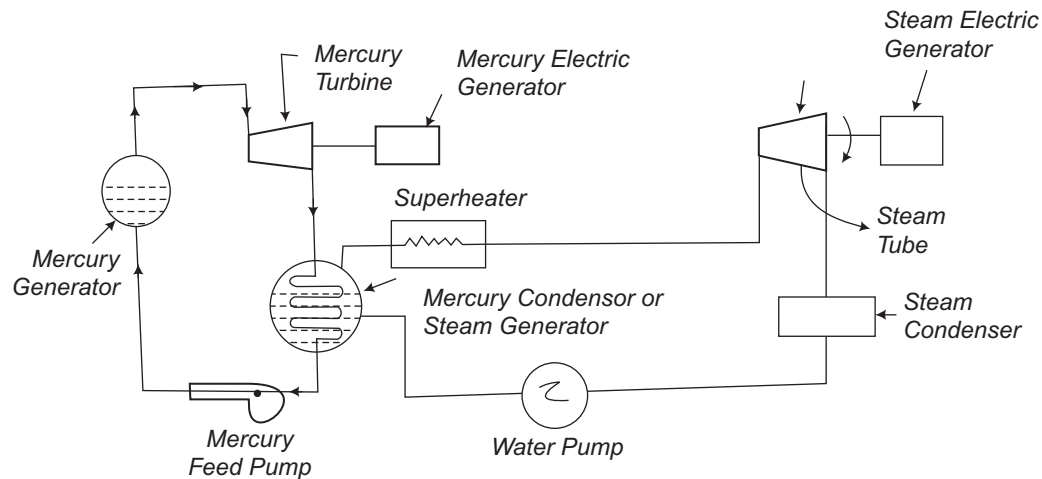 Mercury
Turbine
Mercury Electric
Generator
Steam Electric
Generator
Superheater
Steam
Tube
Mercury
Generator
Mercury Condensor or
Steam Generator
Steam
Condenser
Water Pump
Mercury
Feed Pump